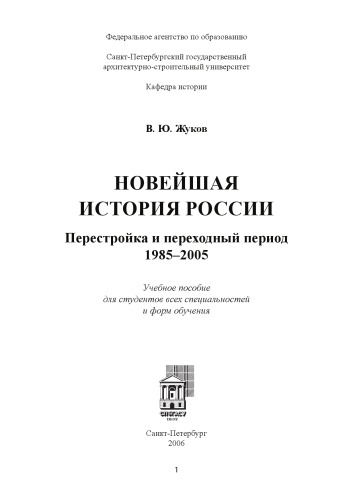 Федеральное агентство по образованию
Санкт-Петербургский государственный
архитектурно-строительный университет
Кафедра истории
В. Ю. Жуков
НОВЕЙШАЯ
ИСТОРИЯ РОССИИ
Перестройка и переходный период
1985–2005
Учебное пособие
для студентов всех специальностей
и форм обучения
СПбГАСУ
Санкт-Петербург
2006
1